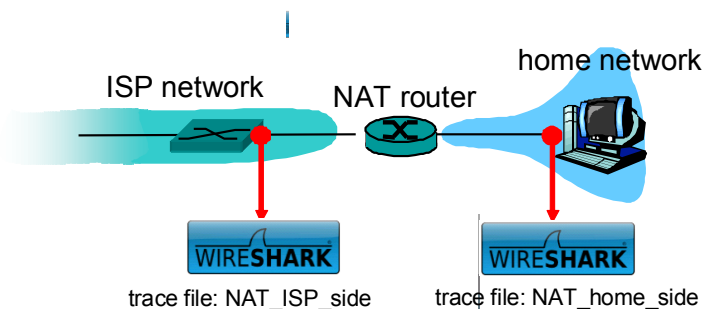 home network
ISP network
NAT router
WIRESHARK
WIRESHARK
trace file: NAT_ISP_side
trace file: NAT_home_side